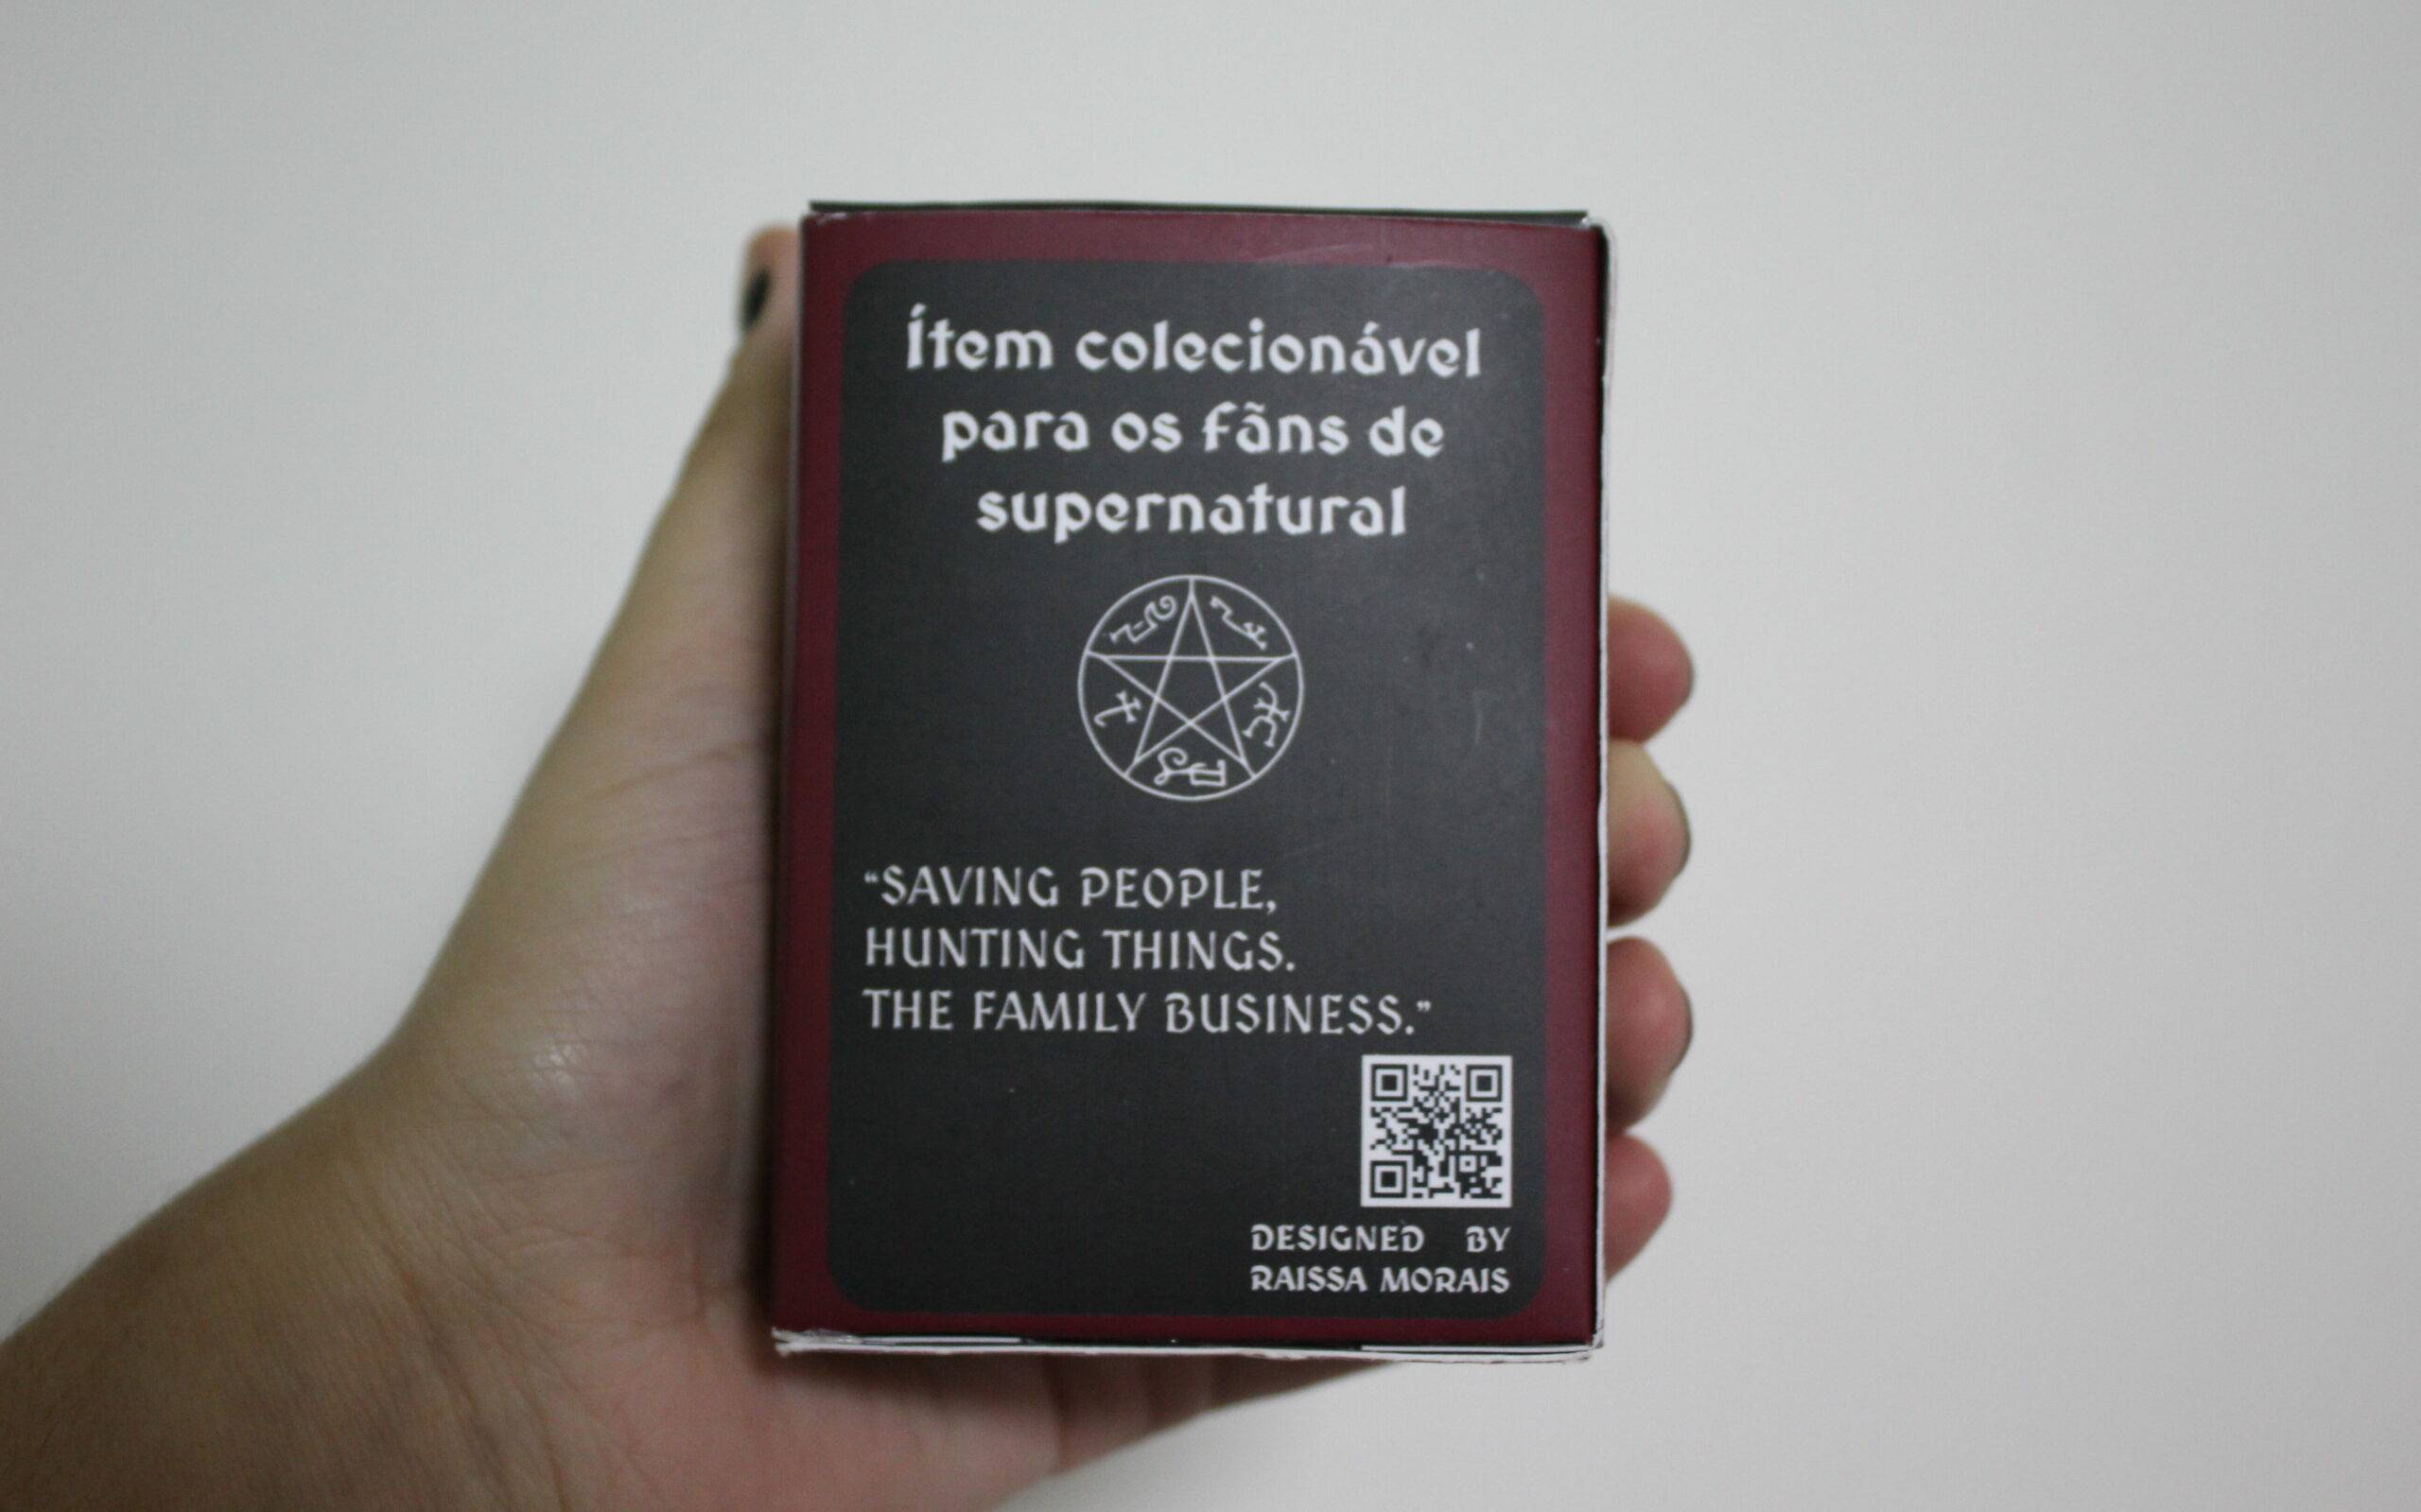 Ítem colecionável
para os fãns de
supernatural
“SAVING PEOPLE,
HUNTING THINGS.
THE FAMILY BUSINESS.”
DESIGNED BY
RAISSA MORAIS